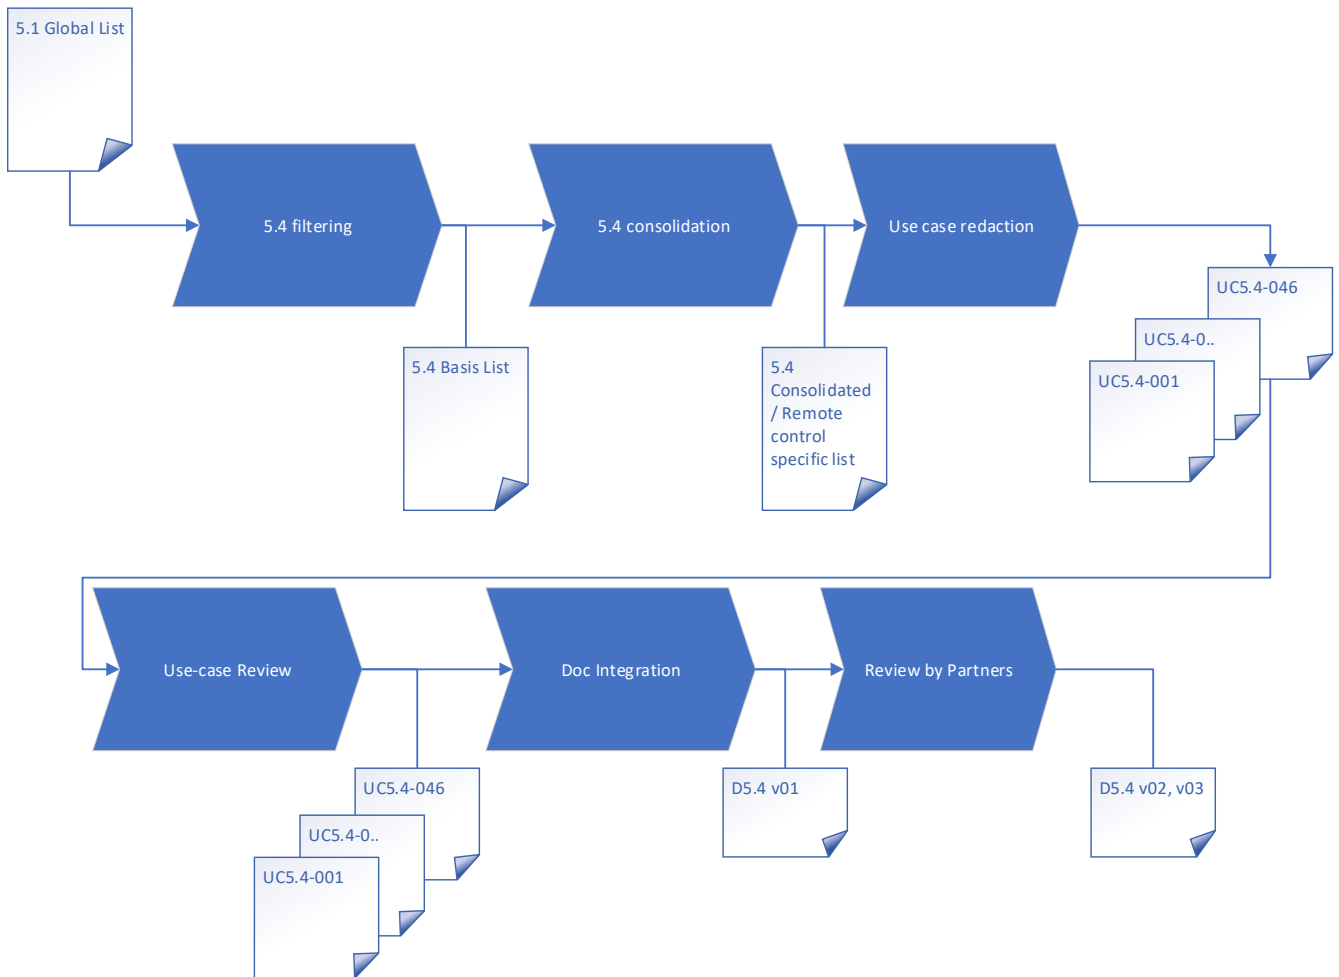 5.1 Global List
5.4 filtering
5.4 consolidation
Use case redaction
UC5.4-046
UC5.4-0..
UC5.4-001
5.4 Basis List
5.4
Consolidated
/ Remote
control
specific list
Use-case Review
Doc Integration
Review by Partners
UC5.4-046
UC5.4-0..
UC5.4-001
D5.4 v01
D5.4 v02, v03